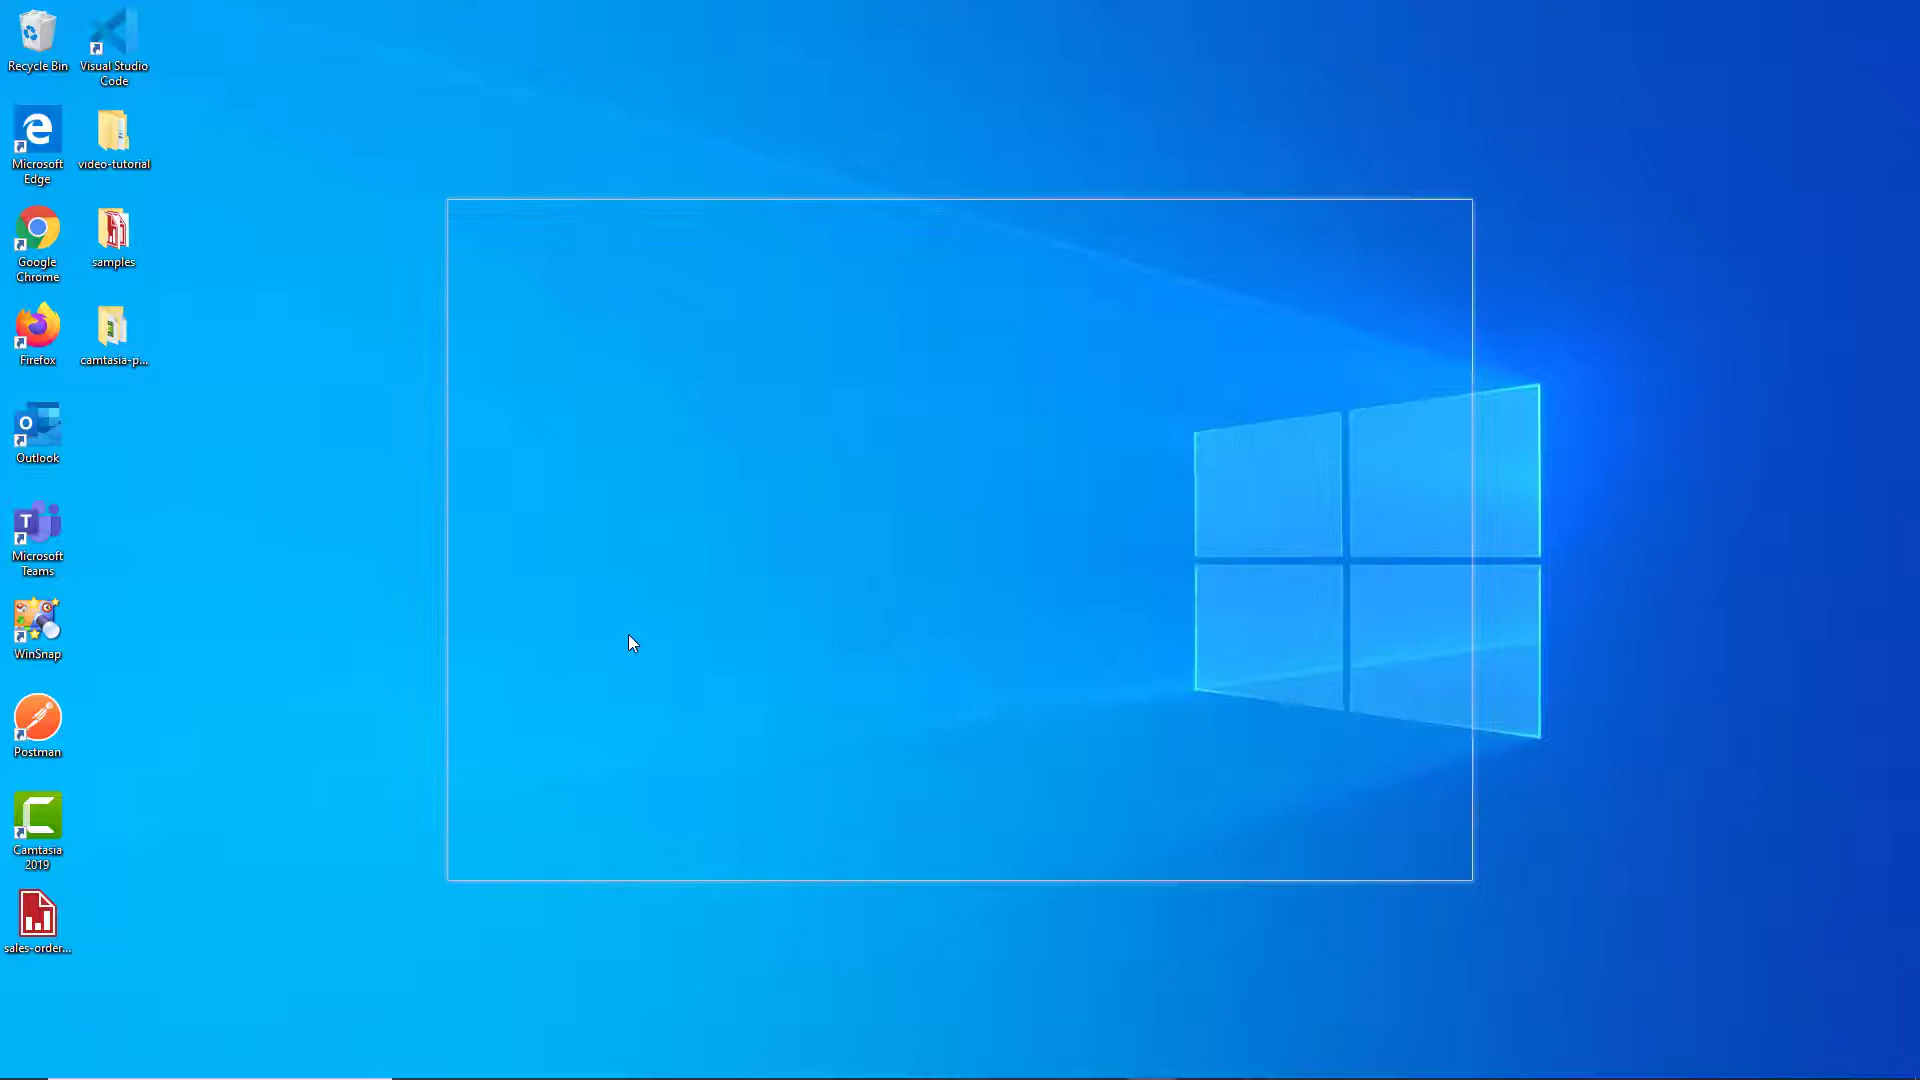 Recycle Bin
Visual Studio
Code
Microsoft
Edge
video-tutorial
Google
Chrome
samples
Firefox
camtasia-p...
Outlook
Microsoft
Teams
WinSnap
Postman
Camtasia
2019
sales-order...